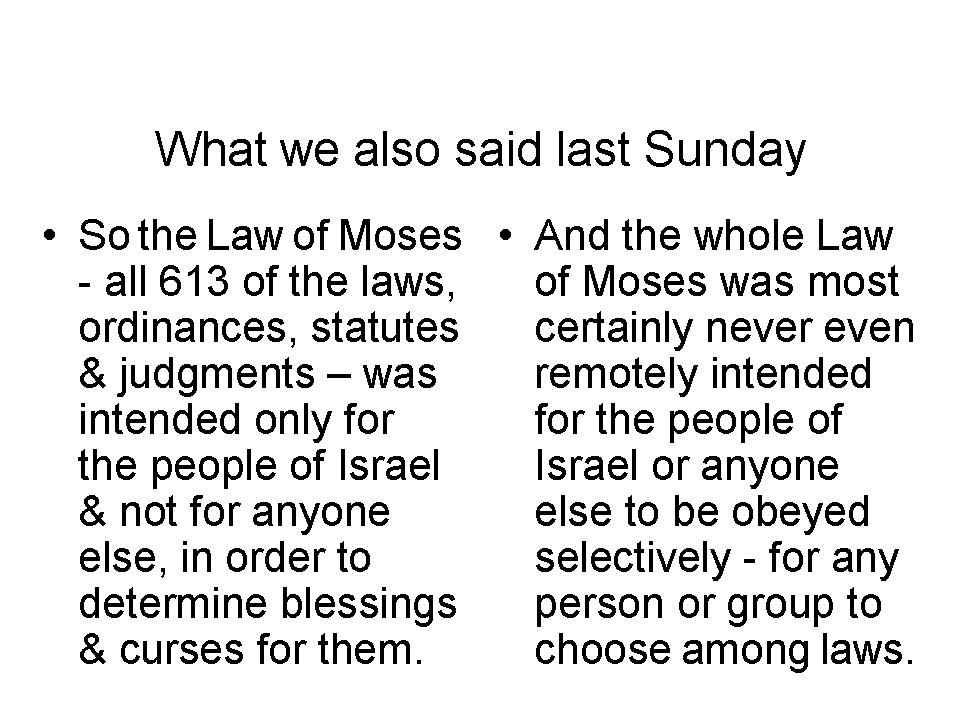 What we also said last Sunday
• So the Law of Moses
- all 613 of the laws,
ordinances, statutes
& judgments – was
intended only for
the people of Israel
& not for anyone
else, in order to
determine blessings
& curses for them.
• And the whole Law
of Moses was most
certainly never even
remotely intended
for the people of
Israel or anyone
else to be obeyed
selectively - for any
person or group to
choose among laws.